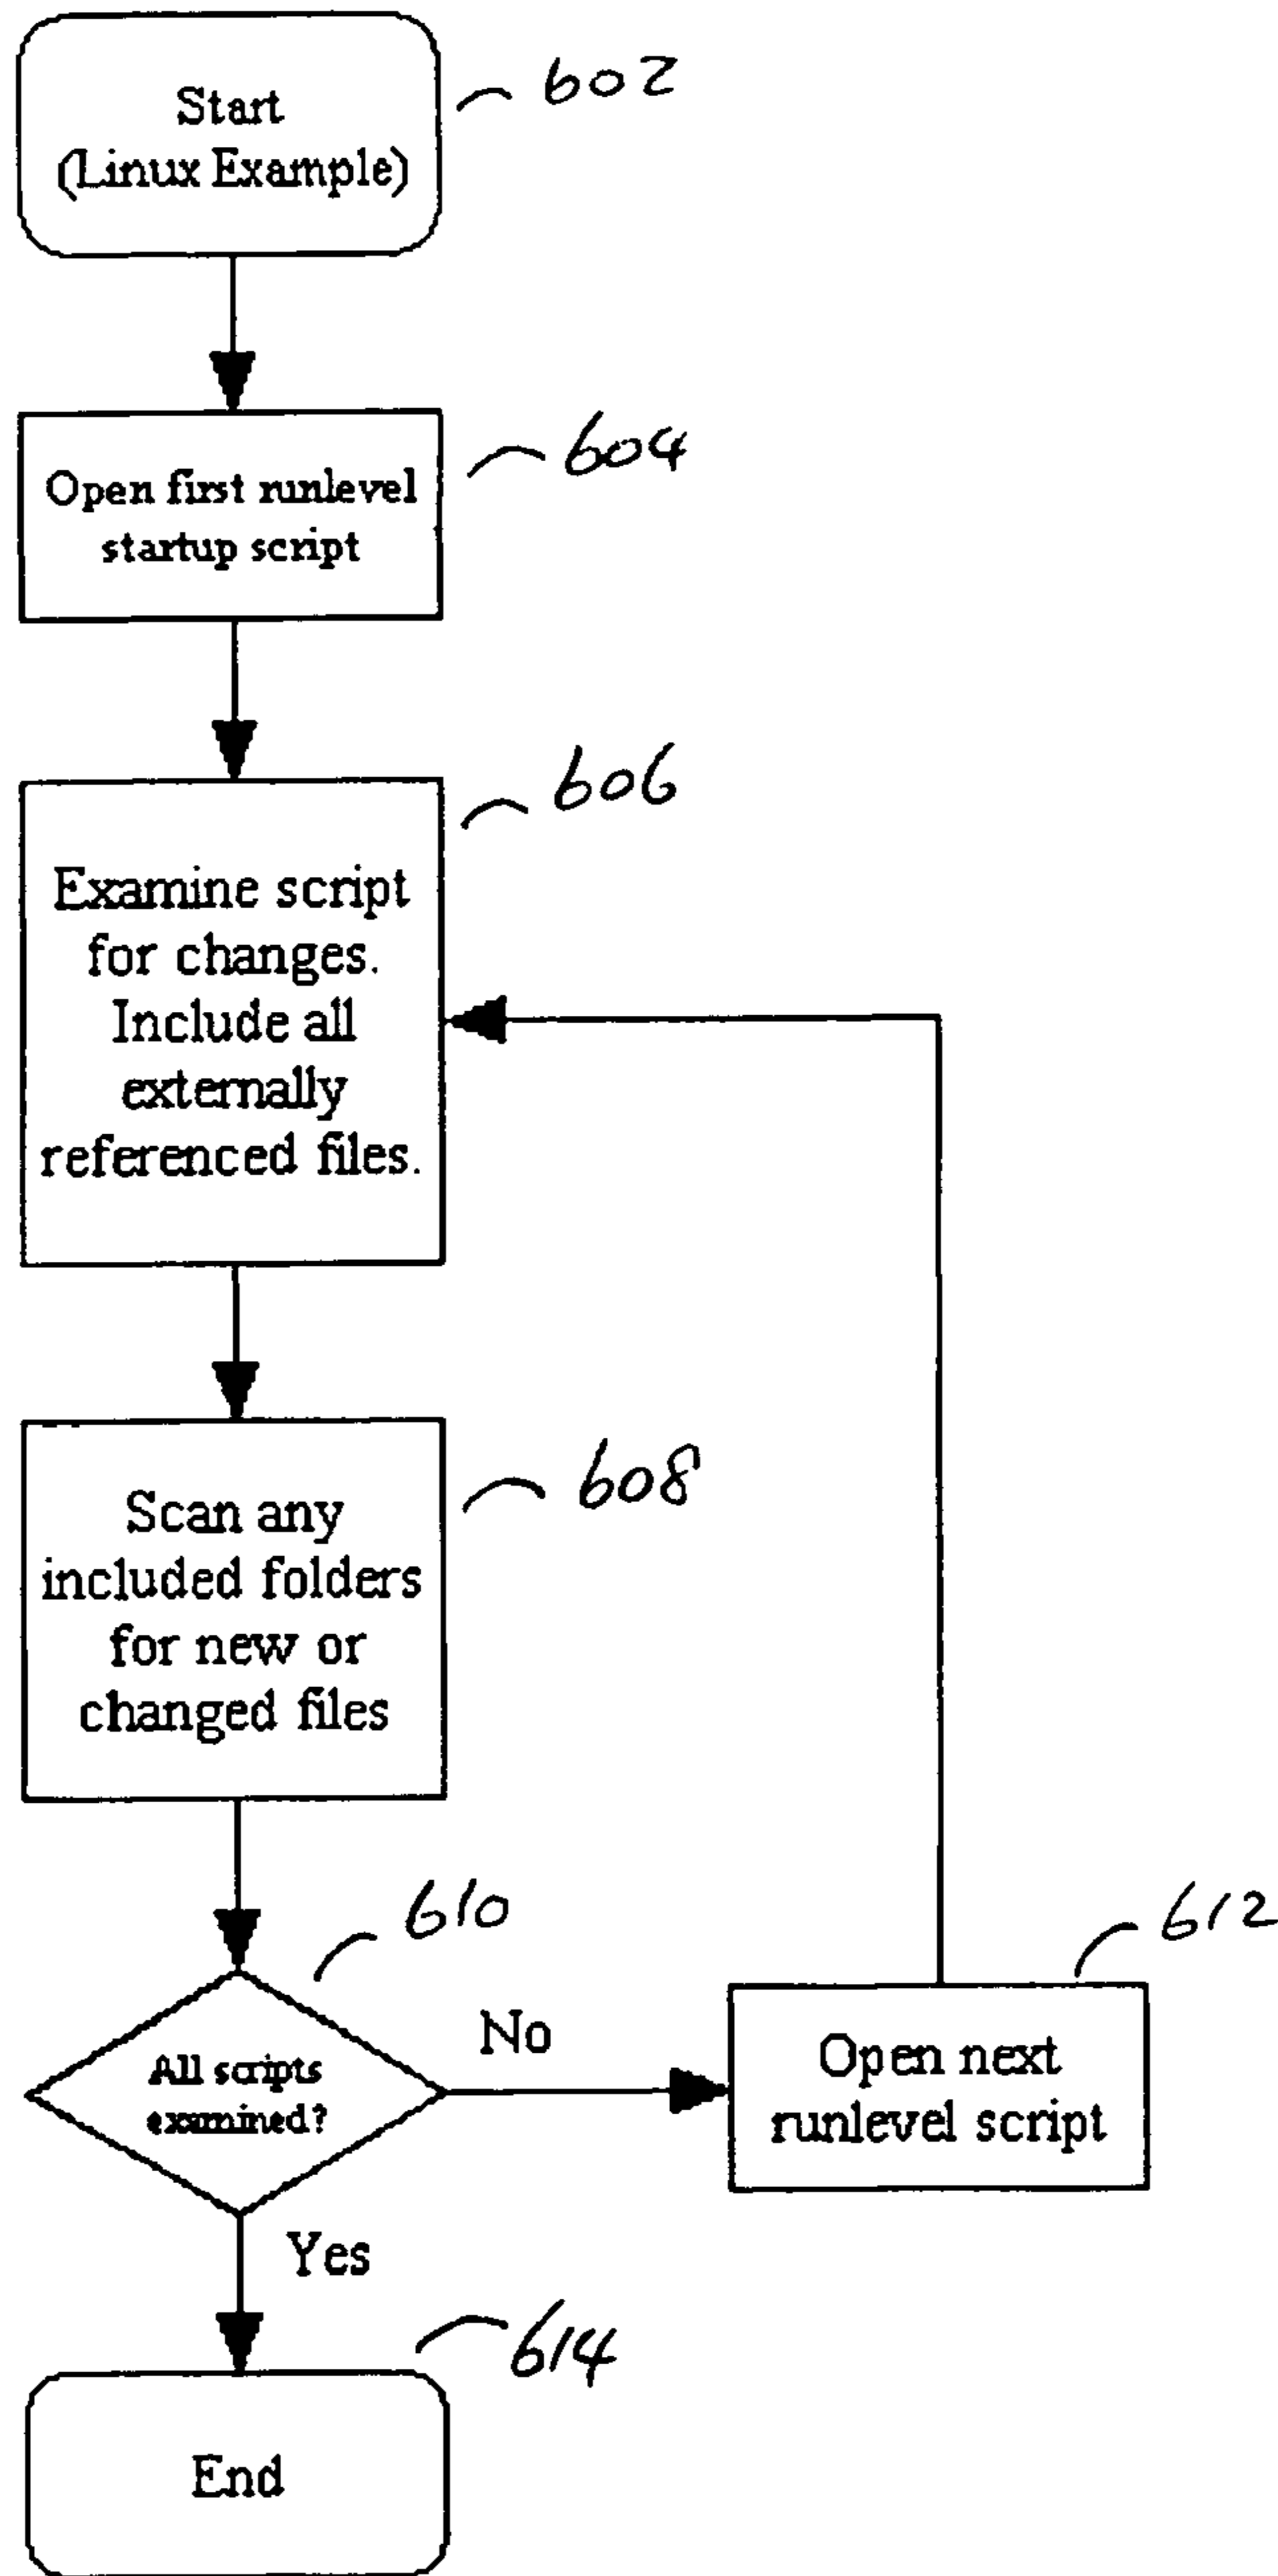 Start
(Linux Example)
602
Open first runlevel
startup script
604
Examine script
for changes.
Include all
externally
referenced files.
606
Scan any
included folders
for new or
changed files
608
All scripts
examined?
610
No
Open next
runlevel script
612
Yes
End
614